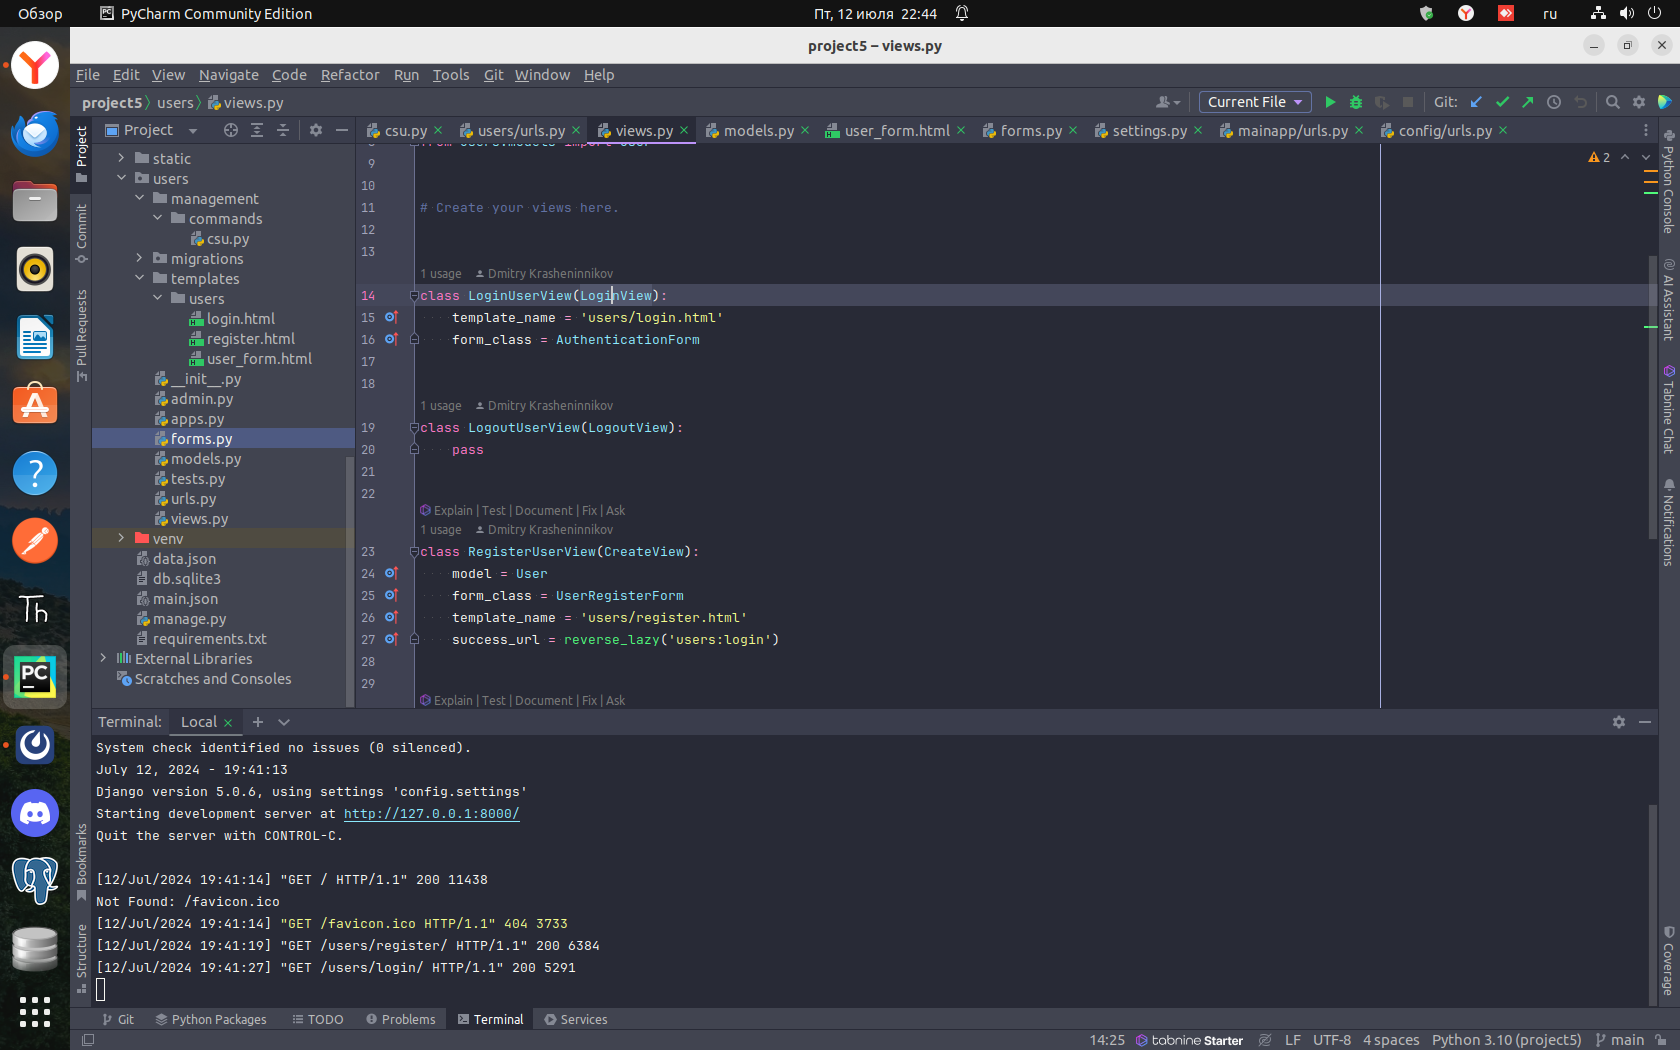 Обзор
PyCharm Community Edition
Пт, 12 июля 22:44
ru
project5 – views.py
File Edit View Navigate Code Refactor Run Tools Git Window Help
project5 users views.py
Current File
Git:
Project
csu.py
users/urls.py
views.py
models.py
user_form.html
forms.py
settings.py
mainapp/urls.py
config/urls.py
static
users
management
commands
csu.py
migrations
templates
users
login.html
register.html
user_form.html
__init__.py
admin.py
apps.py
forms.py
models.py
tests.py
urls.py
views.py
venv
data.json
db.sqlite3
main.json
manage.py
requirements.txt
External Libraries
Scratches and Consoles
Project
Commit
Pull Requests
Bookmarks
Structure
2
9
10
11 # Create your views here.
12
13
1 usage Dmitry Krasheninnikov
14 class LoginUserView(LoginView):
15 template_name = 'users/login.html'
16 form_class = AuthenticationForm
17
18
1 usage Dmitry Krasheninnikov
19 class LogoutUserView(LogoutView):
20 pass
21
22
Explain | Test | Document | Fix | Ask
1 usage Dmitry Krasheninnikov
23 class RegisterUserView(CreateView):
24 model = User
25 form_class = UserRegisterForm
26 template_name = 'users/register.html'
27 success_url = reverse_lazy('users:login')
28
29
Explain | Test | Document | Fix | Ask
Python Console
AI Assistant
Tabnine Chat
Notifications
Coverage
Terminal: Local
System check identified no issues (0 silenced).
July 12, 2024 - 19:41:13
Django version 5.0.6, using settings 'config.settings'
Starting development server at http://127.0.0.1:8000/
Quit the server with CONTROL-C.
[12/Jul/2024 19:41:14] "GET / HTTP/1.1" 200 11438
Not Found: /favicon.ico
[12/Jul/2024 19:41:14] "GET /favicon.ico HTTP/1.1" 404 3733
[12/Jul/2024 19:41:19] "GET /users/register/ HTTP/1.1" 200 6384
[12/Jul/2024 19:41:27] "GET /users/login/ HTTP/1.1" 200 5291
Git
Python Packages
TODO
Problems
Terminal
Services
14:25 tabnine Starter LF UTF-8 4 spaces Python 3.10 (project5) main
Th
PC